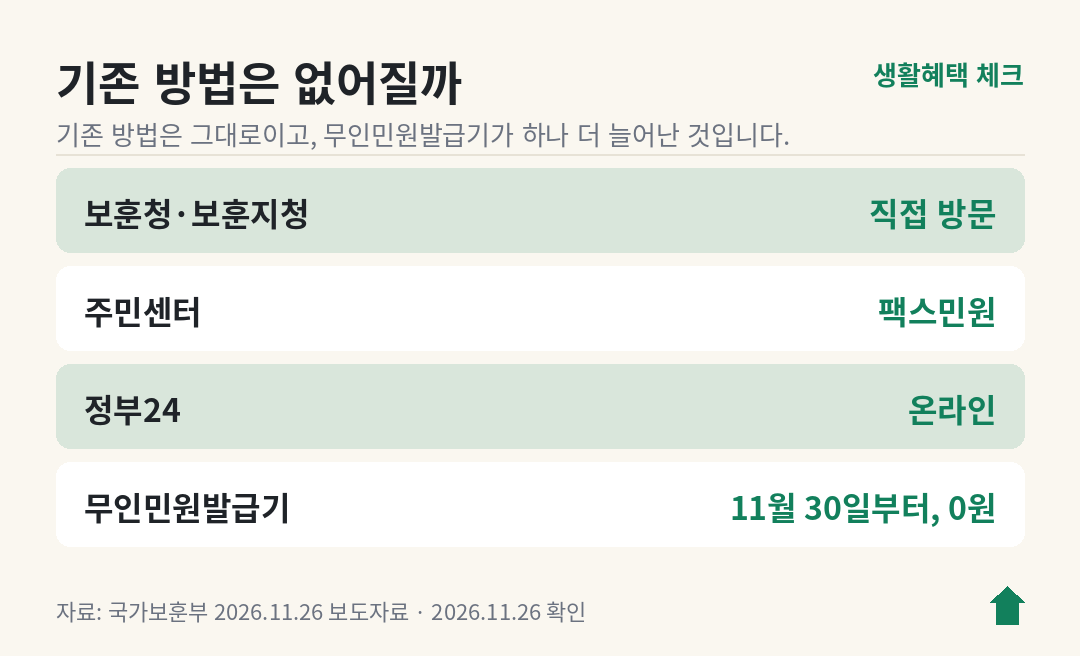 기존 방법은 없어질까
생활혜택 체크
기존 방법은 그대로이고, 무인민원발급기가 하나 더 늘어난 것입니다.
보훈청·보훈지청 직접 방문
주민센터 팩스민원
정부24 온라인
무인민원발급기 11월 30일부터, 0원
자료: 국가보훈부 2026.11.26 보도자료 · 2026.11.26 확인